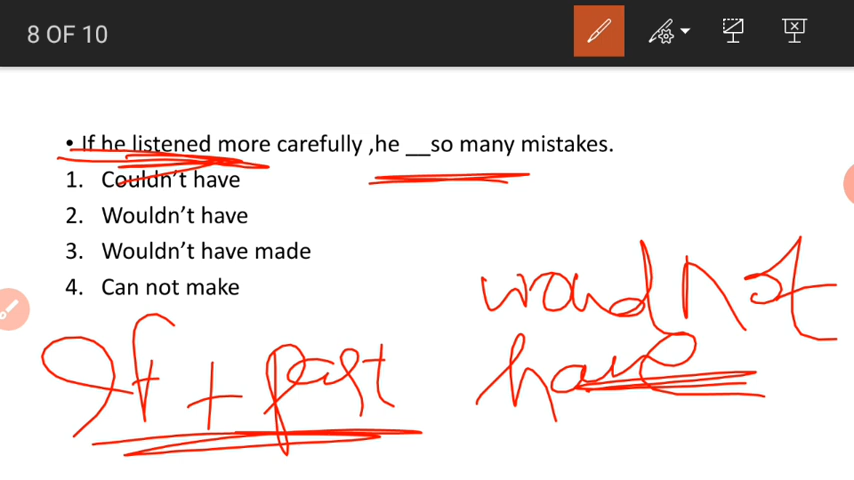 8 OF 10
• If he listened more carefully ,he __so many mistakes.
1. Couldn't have
2. Wouldn't have
3. Wouldn't have made
4. Can not make
would not
have
If + past